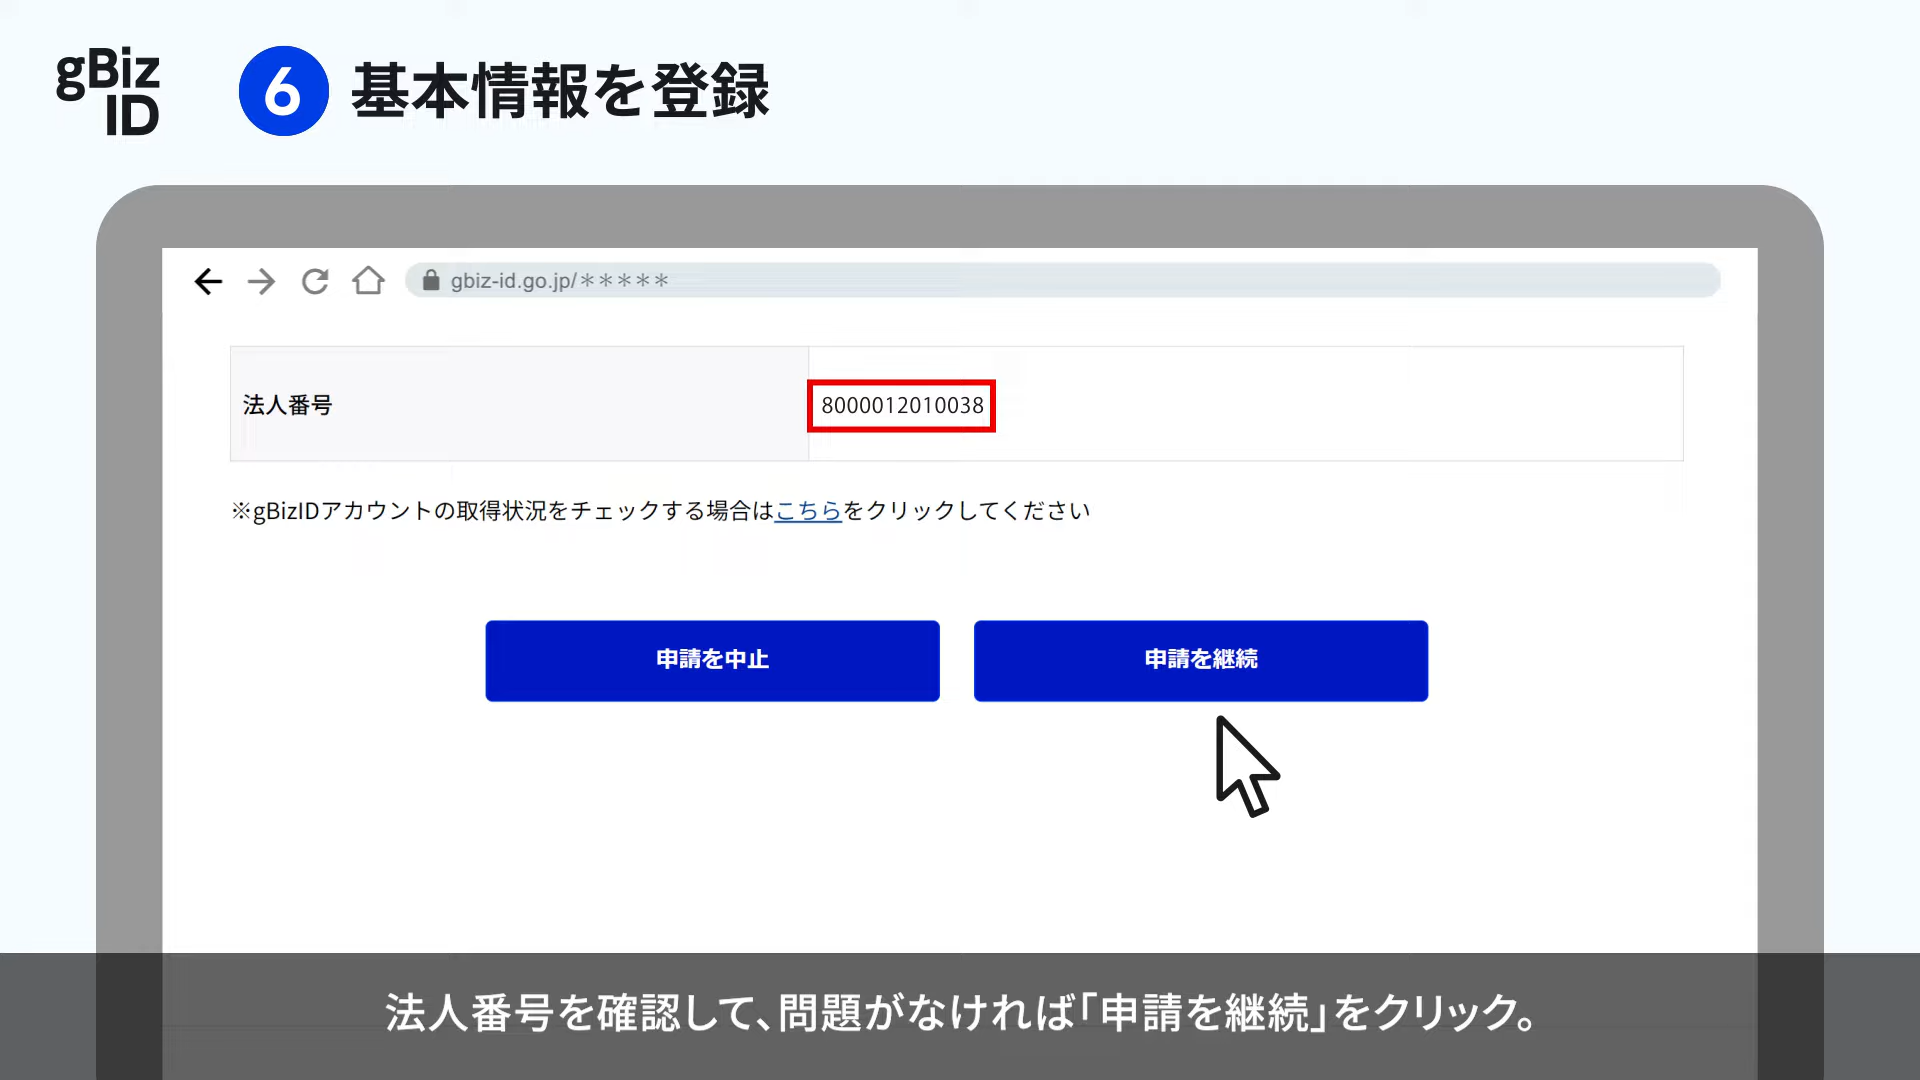 gBiz
ID
6 基本情報を登録
gbiz-id.go.jp/＊＊＊＊＊
法人番号
8000012010038
※gBizIDアカウントの取得状況をチェックする場合はこちらをクリックしてください
申請を中止
申請を継続
法人番号を確認して、問題がなければ「申請を継続」をクリック。